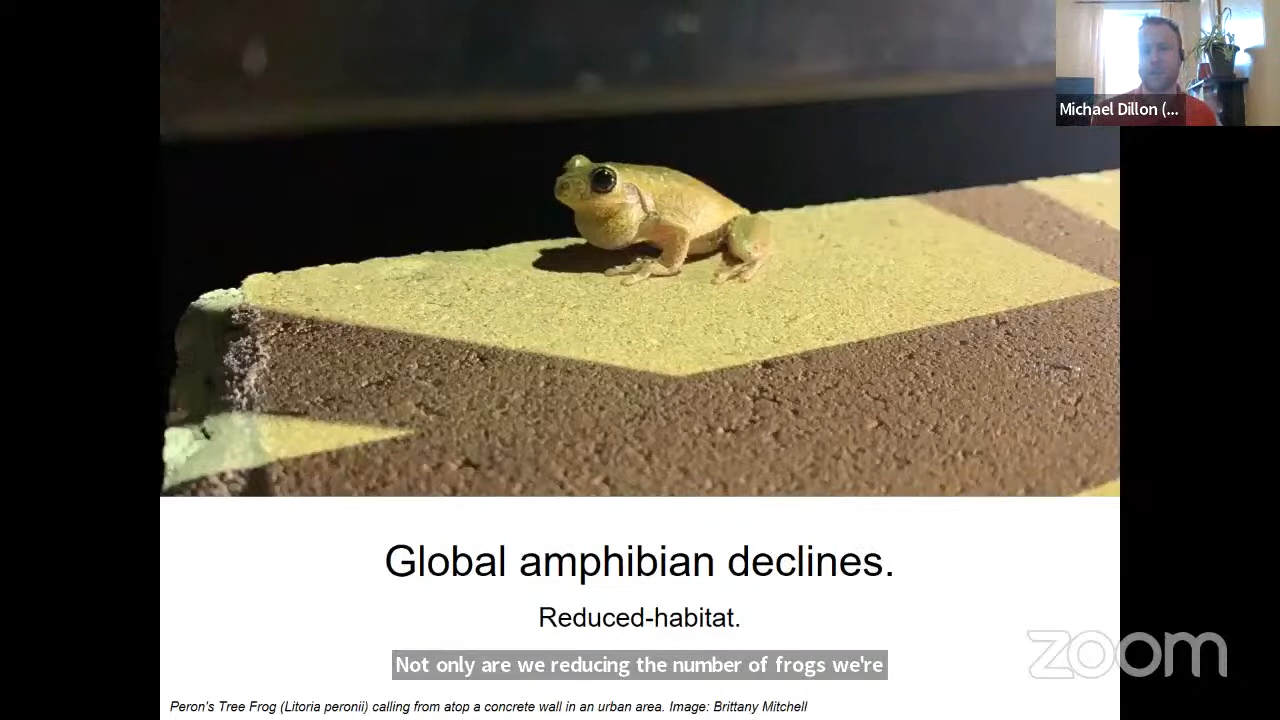 Michael Dillon (...
Global amphibian declines.
Reduced-habitat.
zoom
Not only are we reducing the number of frogs we're
Peron's Tree Frog (Litoria peronii) calling from atop a concrete wall in an urban area. Image: Brittany Mitchell